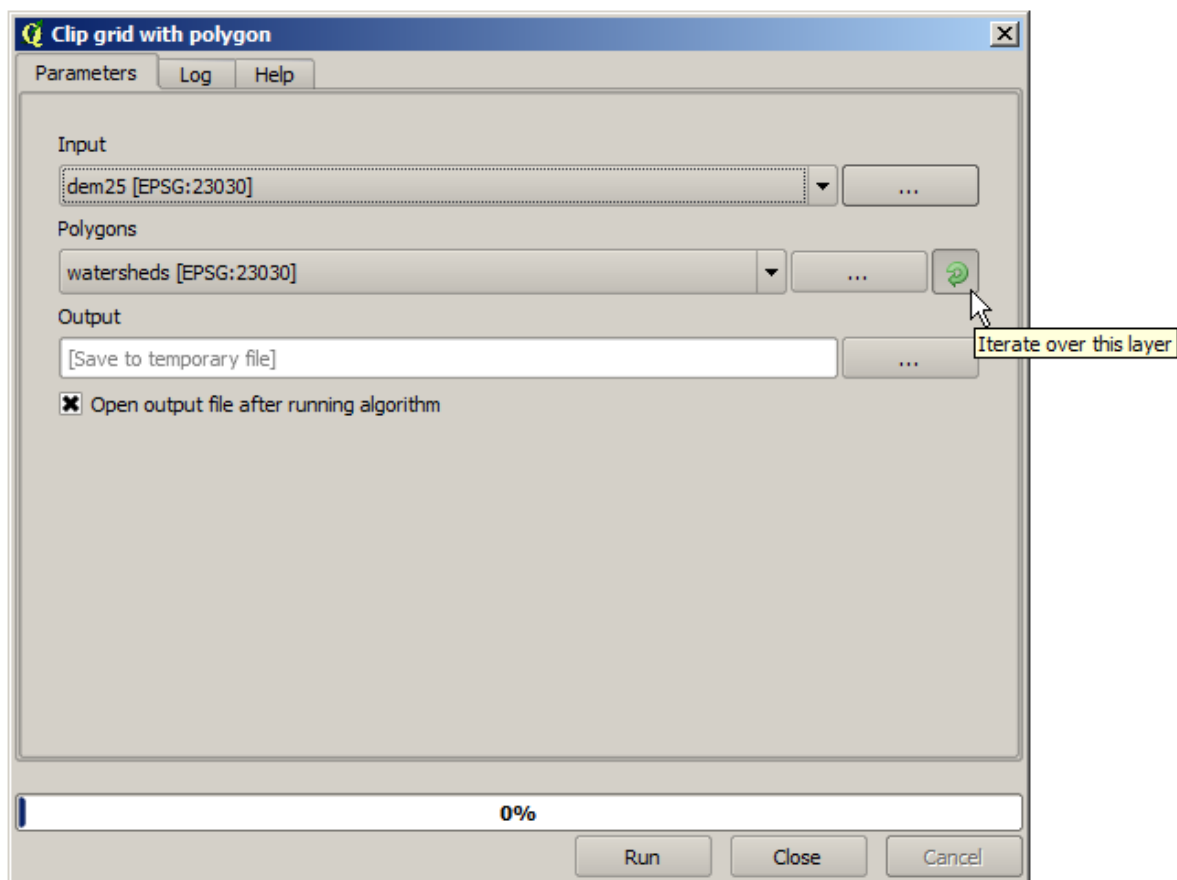 Clip grid with polygon
Parameters Log Help
Input
dem25 [EPSG:23030] ...
Polygons
watersheds [EPSG:23030] ...
Output
Iterate over this layer
[Save to temporary file] ...
Open output file after running algorithm
0%
Run Close Cancel